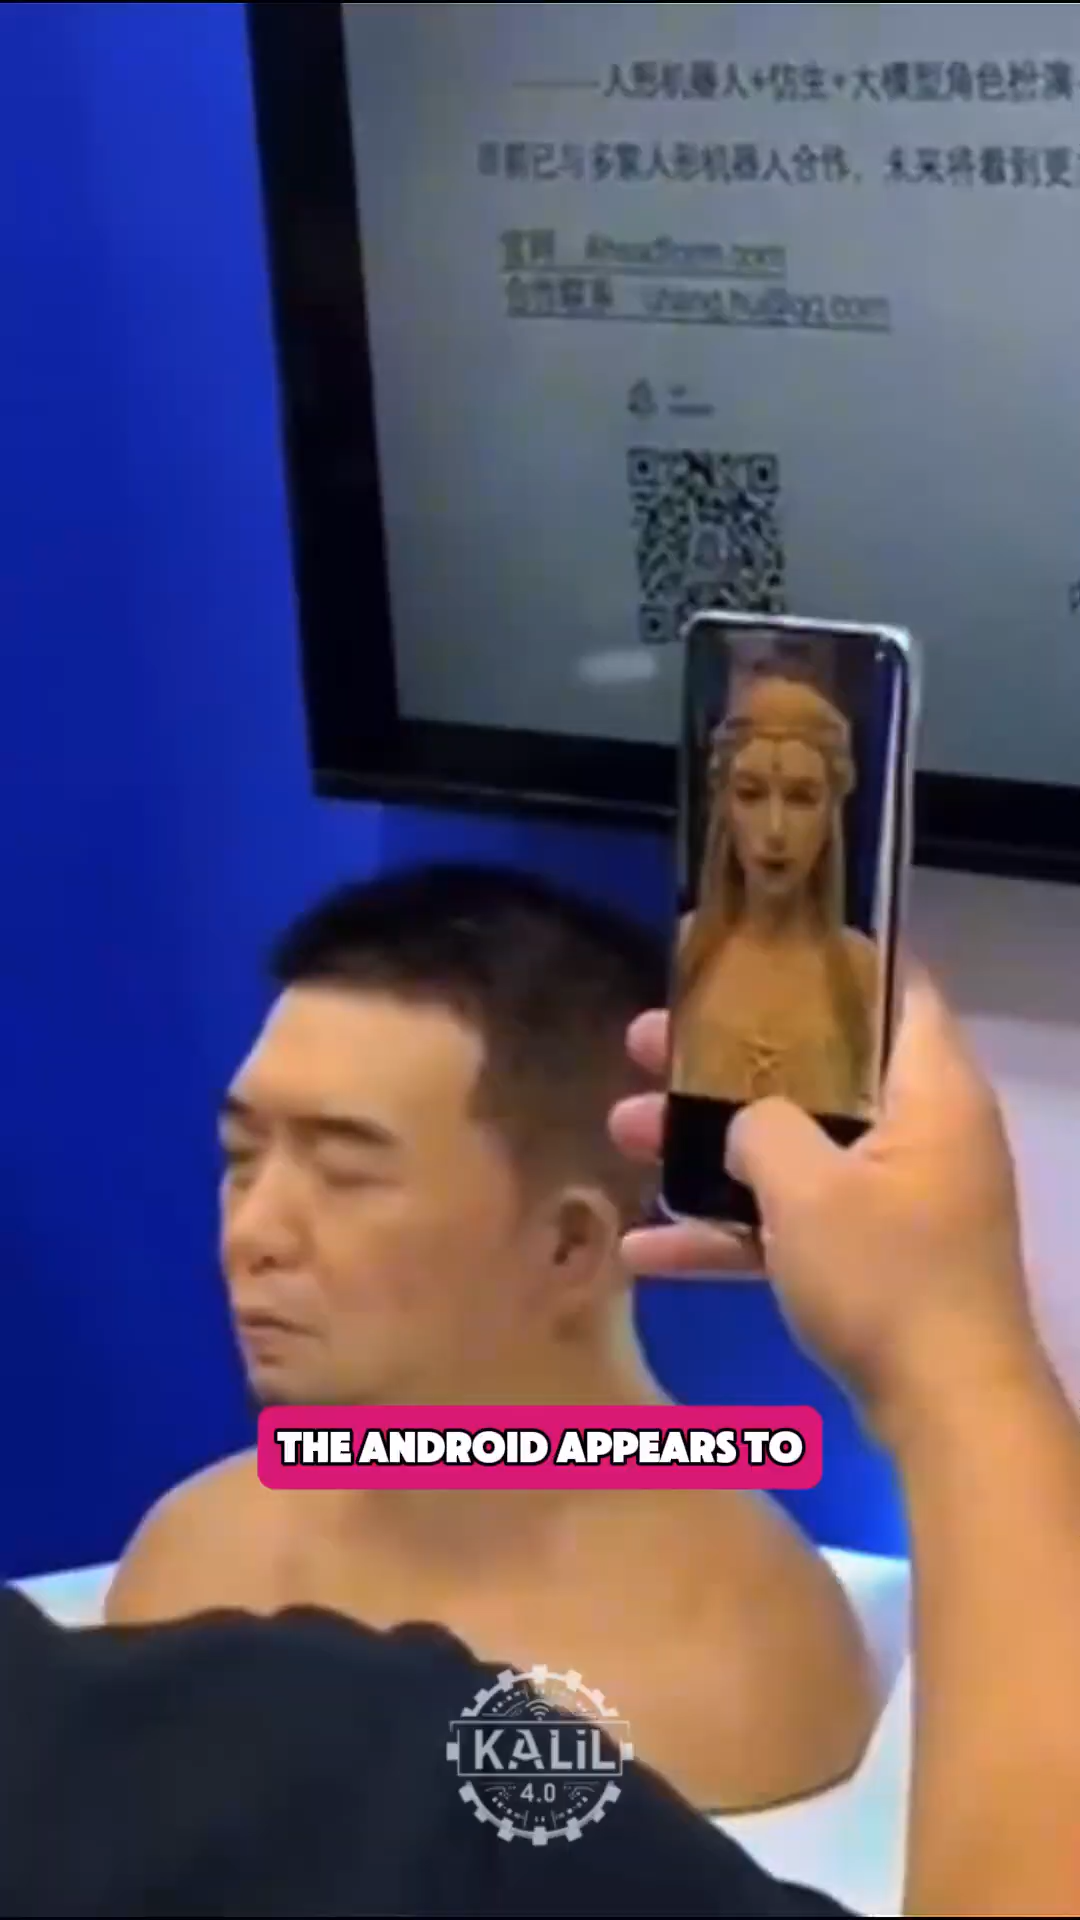 ——人形机器人+仿生+大模型角色扮演
目前已与多家人形机器人合作，未来将看到更
官网 Aheadform.com
合作联系
THE ANDROID APPEARS TO
KALiL
4.0